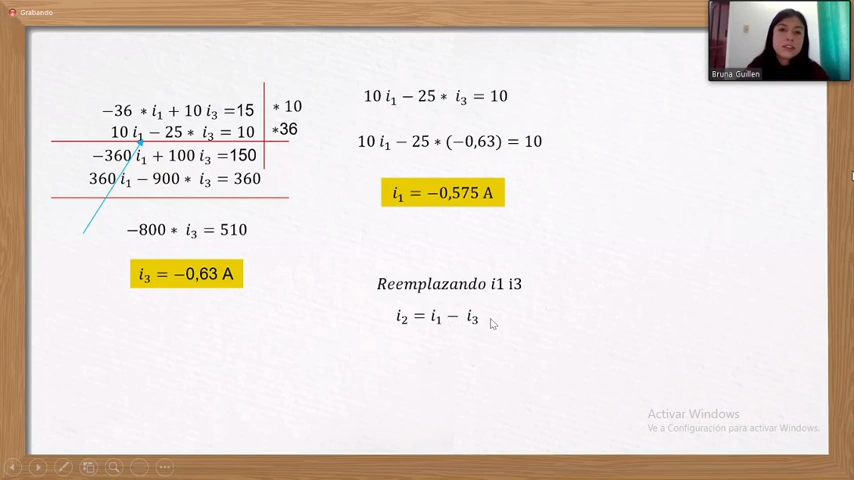 Grabando
−36 * i₁ + 10 i₃ =15
* 10
10 i₁ − 25 * i₃ = 10
*36
−360 i₁ + 100 i₃ =150
360 i₁ − 900 * i₃ = 360
−800 * i₃ = 510
i₃ = −0,63 A
10 i₁ − 25 * i₃ = 10
10 i₁ − 25 * (−0,63) = 10
i₁ = −0,575 A
Reemplazando i1 i3
i₂ = i₁ − i₃
Bruna Guillen
Activar Windows
Ve a Configuración para activar Windows.